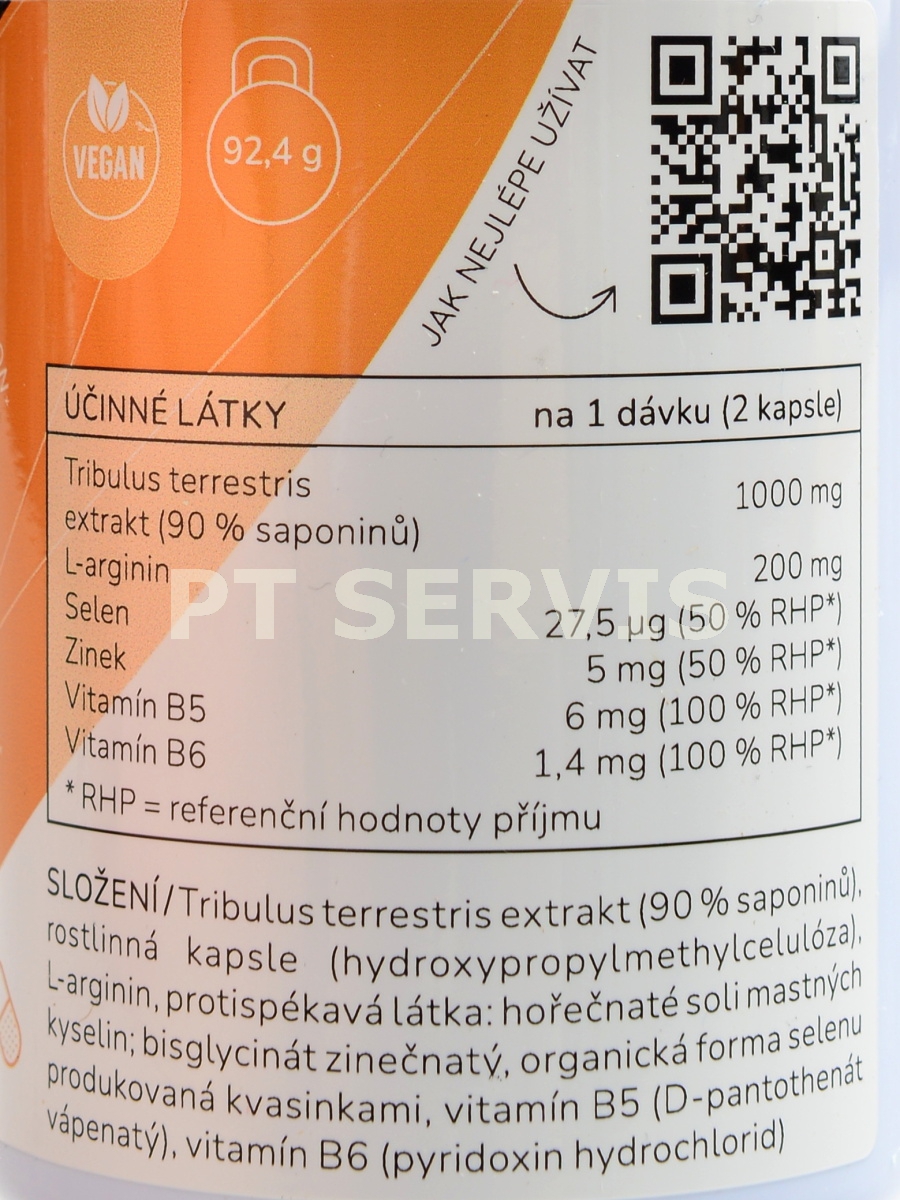 VEGAN
92,4 g
JAK NEJLÉPE UŽÍVAT
ÚČINNÉ LÁTKY na 1 dávku (2 kapsle)
Tribulus terrestris
extrakt (90 % saponinů) 1000 mg
L-arginin 200 mg
Selen 27,5 µg (50 % RHP*)
Zinek 5 mg (50 % RHP*)
Vitamín B5 6 mg (100 % RHP*)
Vitamín B6 1,4 mg (100 % RHP*)
* RHP = referenční hodnoty příjmu
PT SERVIS
SLOŽENÍ/Tribulus terrestris extrakt (90 % saponinů),
rostlinná kapsle (hydroxypropylmethylcelulóza),
L-arginin, protispékavá látka: hořečnaté soli mastných
kyselin; bisglycinát zinečnatý, organická forma selenu
produkovaná kvasinkami, vitamín B5 (D-pantothenát
vápenatý), vitamín B6 (pyridoxin hydrochlorid)